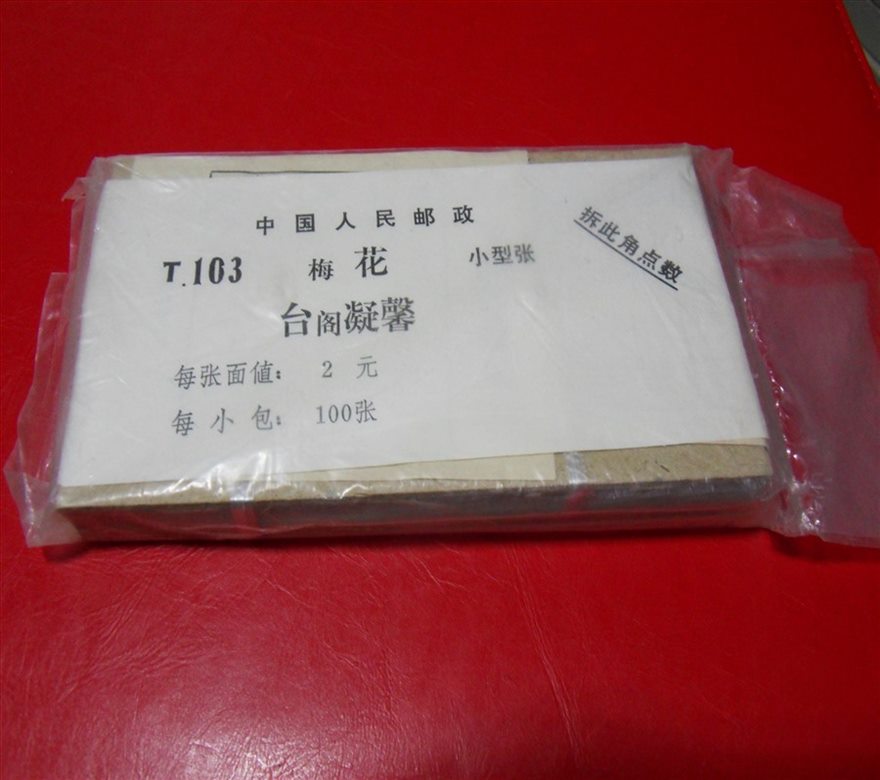 中国人民邮政
T.103 梅花 小型张
拆此角点数
台阁凝馨
每张面值: 2 元
每小包: 100张